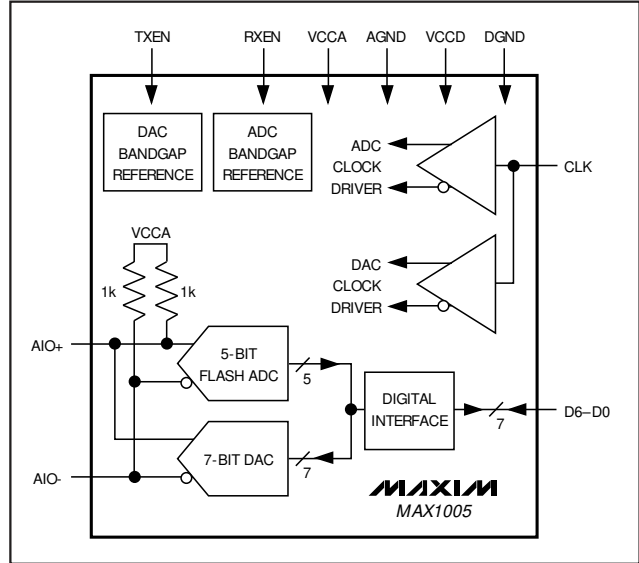 TXEN RXEN VCCA AGND VCCD DGND
DAC
BANDGAP
REFERENCE
ADC
BANDGAP
REFERENCE
ADC
CLOCK
DRIVER
CLK
VCCA
1k 1k
DAC
CLOCK
DRIVER
AIO+
5-BIT
FLASH ADC
5
DIGITAL
INTERFACE
7
D6–D0
7-BIT DAC
7
AIO-
MAXIM
MAX1005